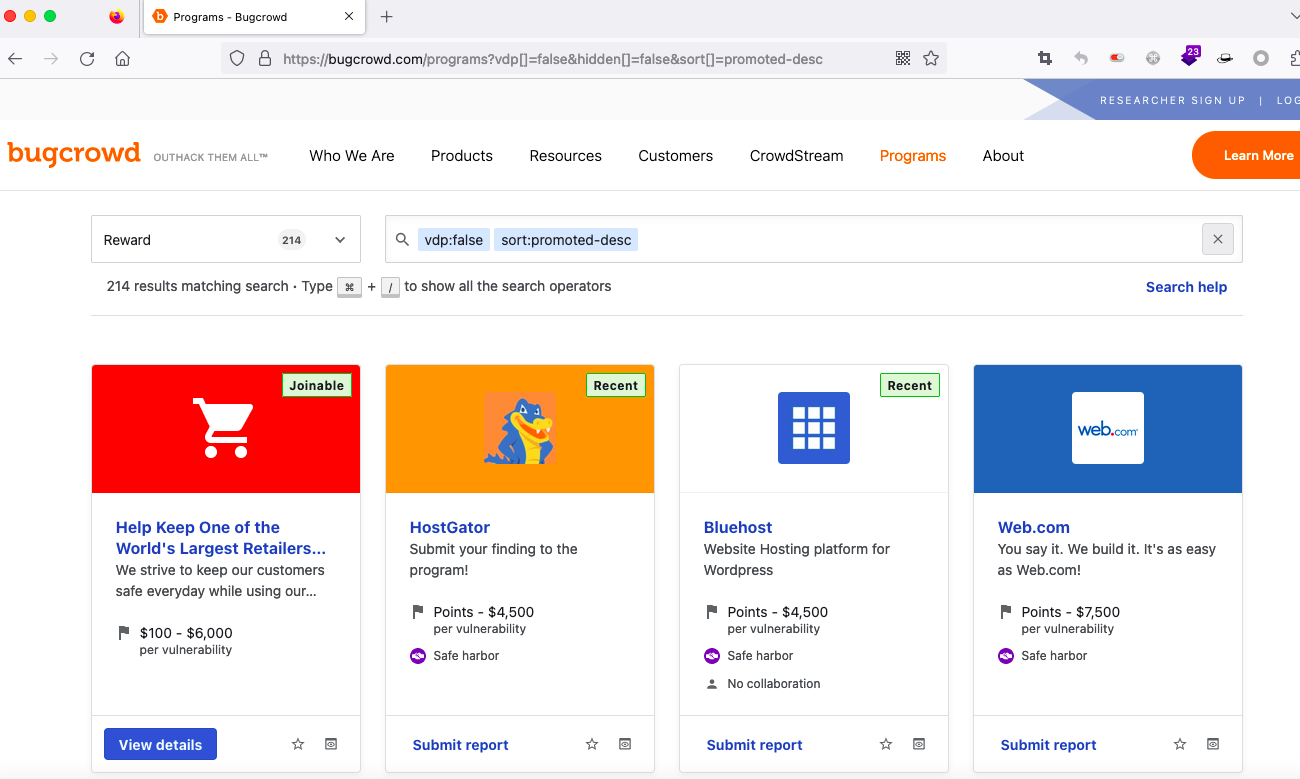 Programs - Bugcrowd
https://bugcrowd.com/programs?vdp[]=false&hidden[]=false&sort[]=promoted-desc
23
RESEARCHER SIGN UP | LOG
bugcrowd OUTHACK THEM ALL™
Who We Are Products Resources Customers CrowdStream Programs About
Learn More
Reward 214
vdp:false sort:promoted-desc
214 results matching search • Type ⌘ + / to show all the search operators
Search help
Joinable
Help Keep One of the
World's Largest Retailers...
We strive to keep our customers
safe everyday while using our...
$100 - $6,000
per vulnerability
View details
Recent
HostGator
Submit your finding to the
program!
Points - $4,500
per vulnerability
Safe harbor
Submit report
Recent
Bluehost
Website Hosting platform for
Wordpress
Points - $4,500
per vulnerability
Safe harbor
No collaboration
Submit report
web.com
Web.com
You say it. We build it. It's as easy
as Web.com!
Points - $7,500
per vulnerability
Safe harbor
Submit report